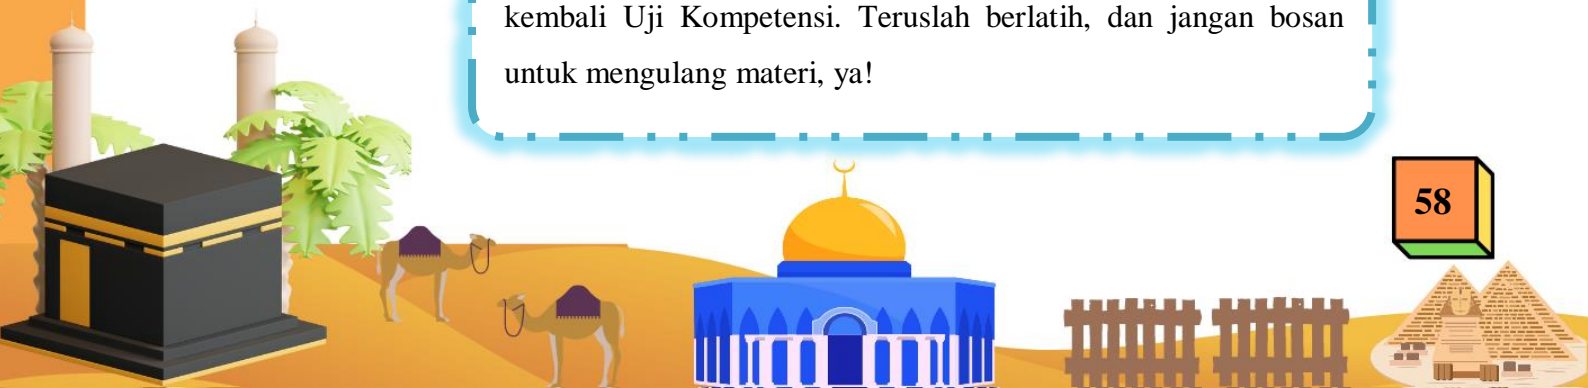 kembali Uji Kompetensi. Teruslah berlatih, dan jangan bosan
untuk mengulang materi, ya!
58